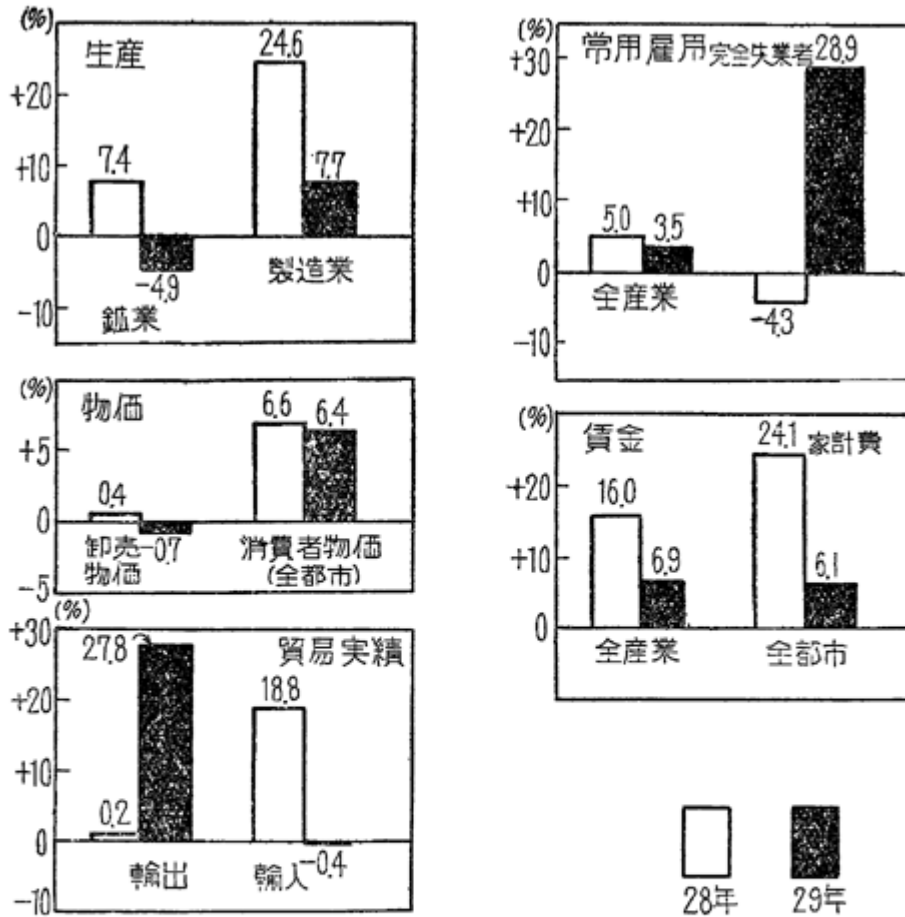 (%)
生産
24.6
+20
7.4
+10
7.7
0
-4.9
製造業
-10
鉱業
(%)
物価
6.6
6.4
+5
0.4
0
卸売
物価
-0.7
消費者物価
(全都市)
-5
(%)
+30
27.8
貿易実績
18.8
+20
+10
0.2
0
輸出
輸入
-0.4
-10
(%)
常用雇用
完全失業者
28.9
+30
+20
+10
5.0
3.5
0
全産業
-4.3
-10
(%)
賃金
24.1
家計費
+20
16.0
+10
6.9
6.1
0
全産業
全都市
28年
29年